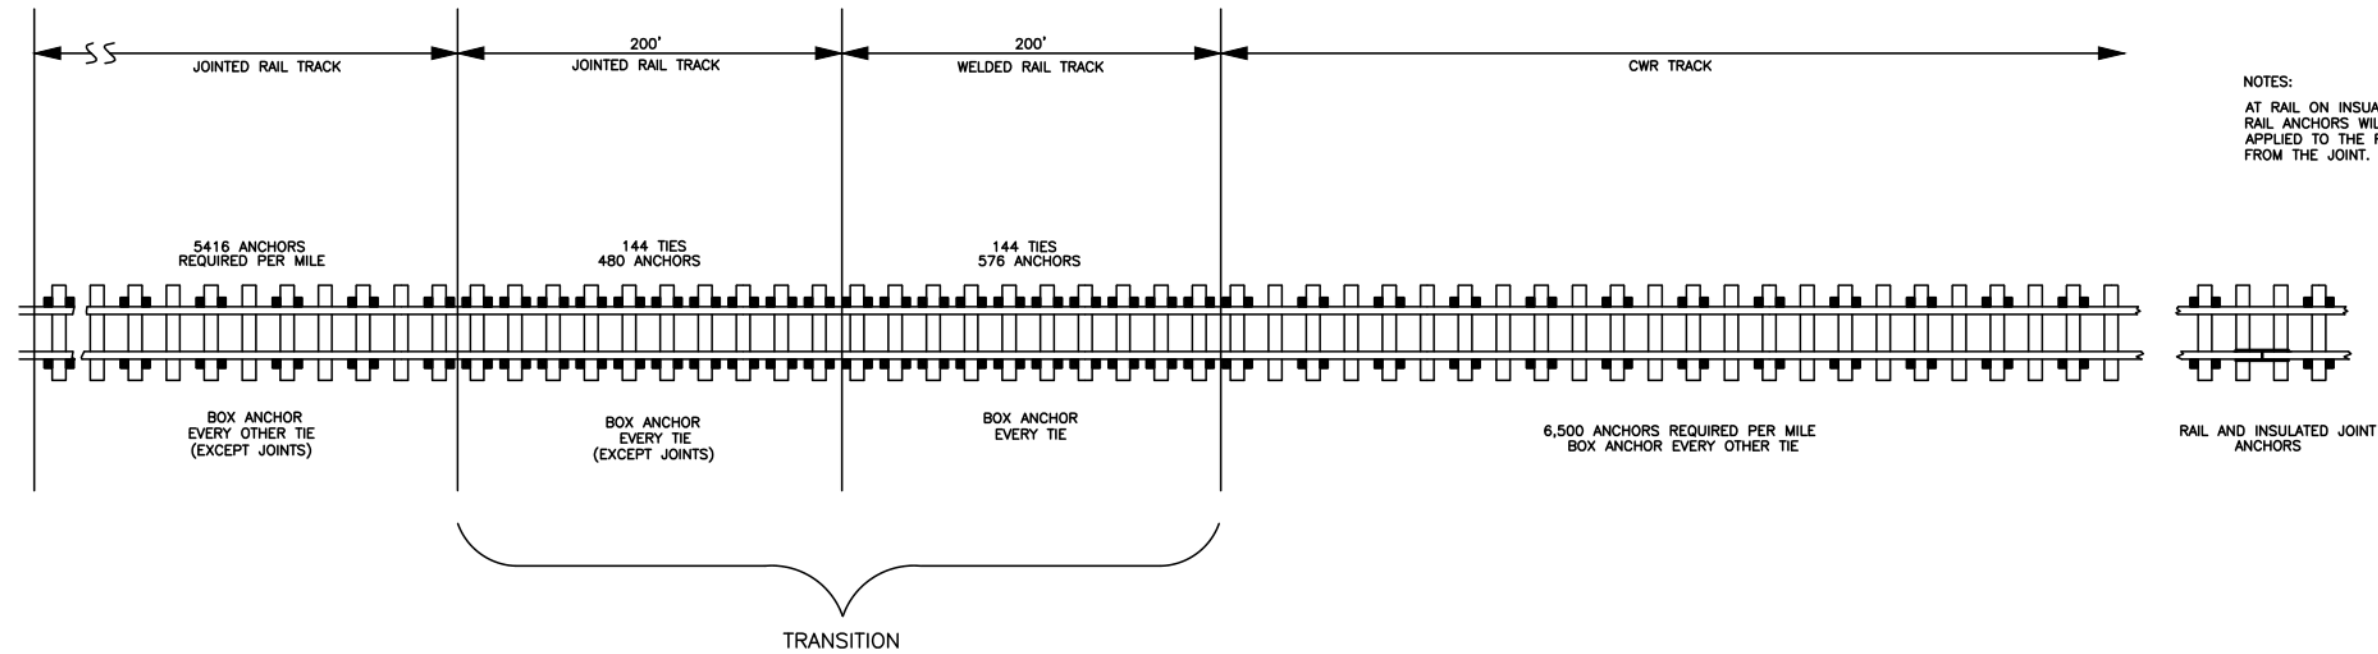 200'
JOINTED RAIL TRACK
JOINTED RAIL TRACK
200'
WELDED RAIL TRACK
CWR TRACK
NOTES:
AT RAIL ON
RAIL ANCHORS
APPLIED TO THE
FROM THE JOINT.
5416 ANCHORS
REQUIRED PER MILE
144 TIES
480 ANCHORS
144 TIES
576 ANCHORS
BOX ANCHOR
EVERY OTHER TIE
(EXCEPT JOINTS)
BOX ANCHOR
EVERY TIE
(EXCEPT JOINTS)
BOX ANCHOR
EVERY TIE
6,500 ANCHORS REQUIRED PER MILE
BOX ANCHOR EVERY OTHER TIE
RAIL AND INSULATED JOINT
ANCHORS
TRANSITION